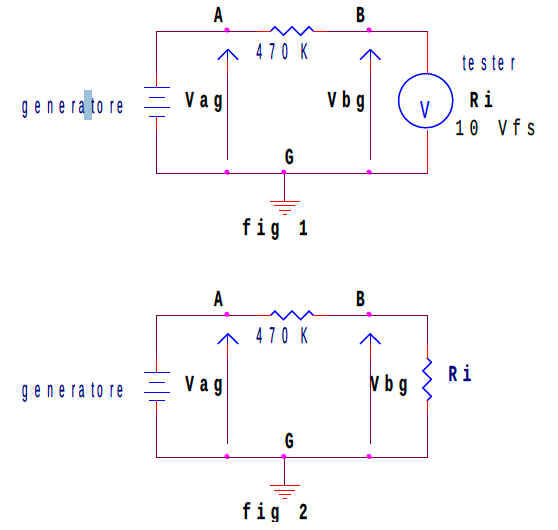 A B
470 K
tester
generatore Vag Vbg V Ri
10 Vfs
G
fig 1
A B
470 K
generatore Vag Vbg Ri
G
fig 2